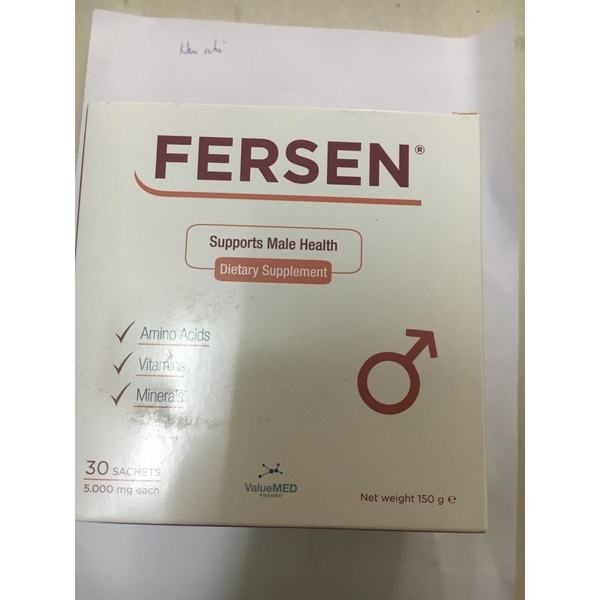 FERSEN®
Supports Male Health
Dietary Supplement
✓ Amino Acids
✓ Vitamins
✓ Minerals
30 SACHETS
5.000 mg each
ValueMED
PHARMA
Net weight 150 g ℮